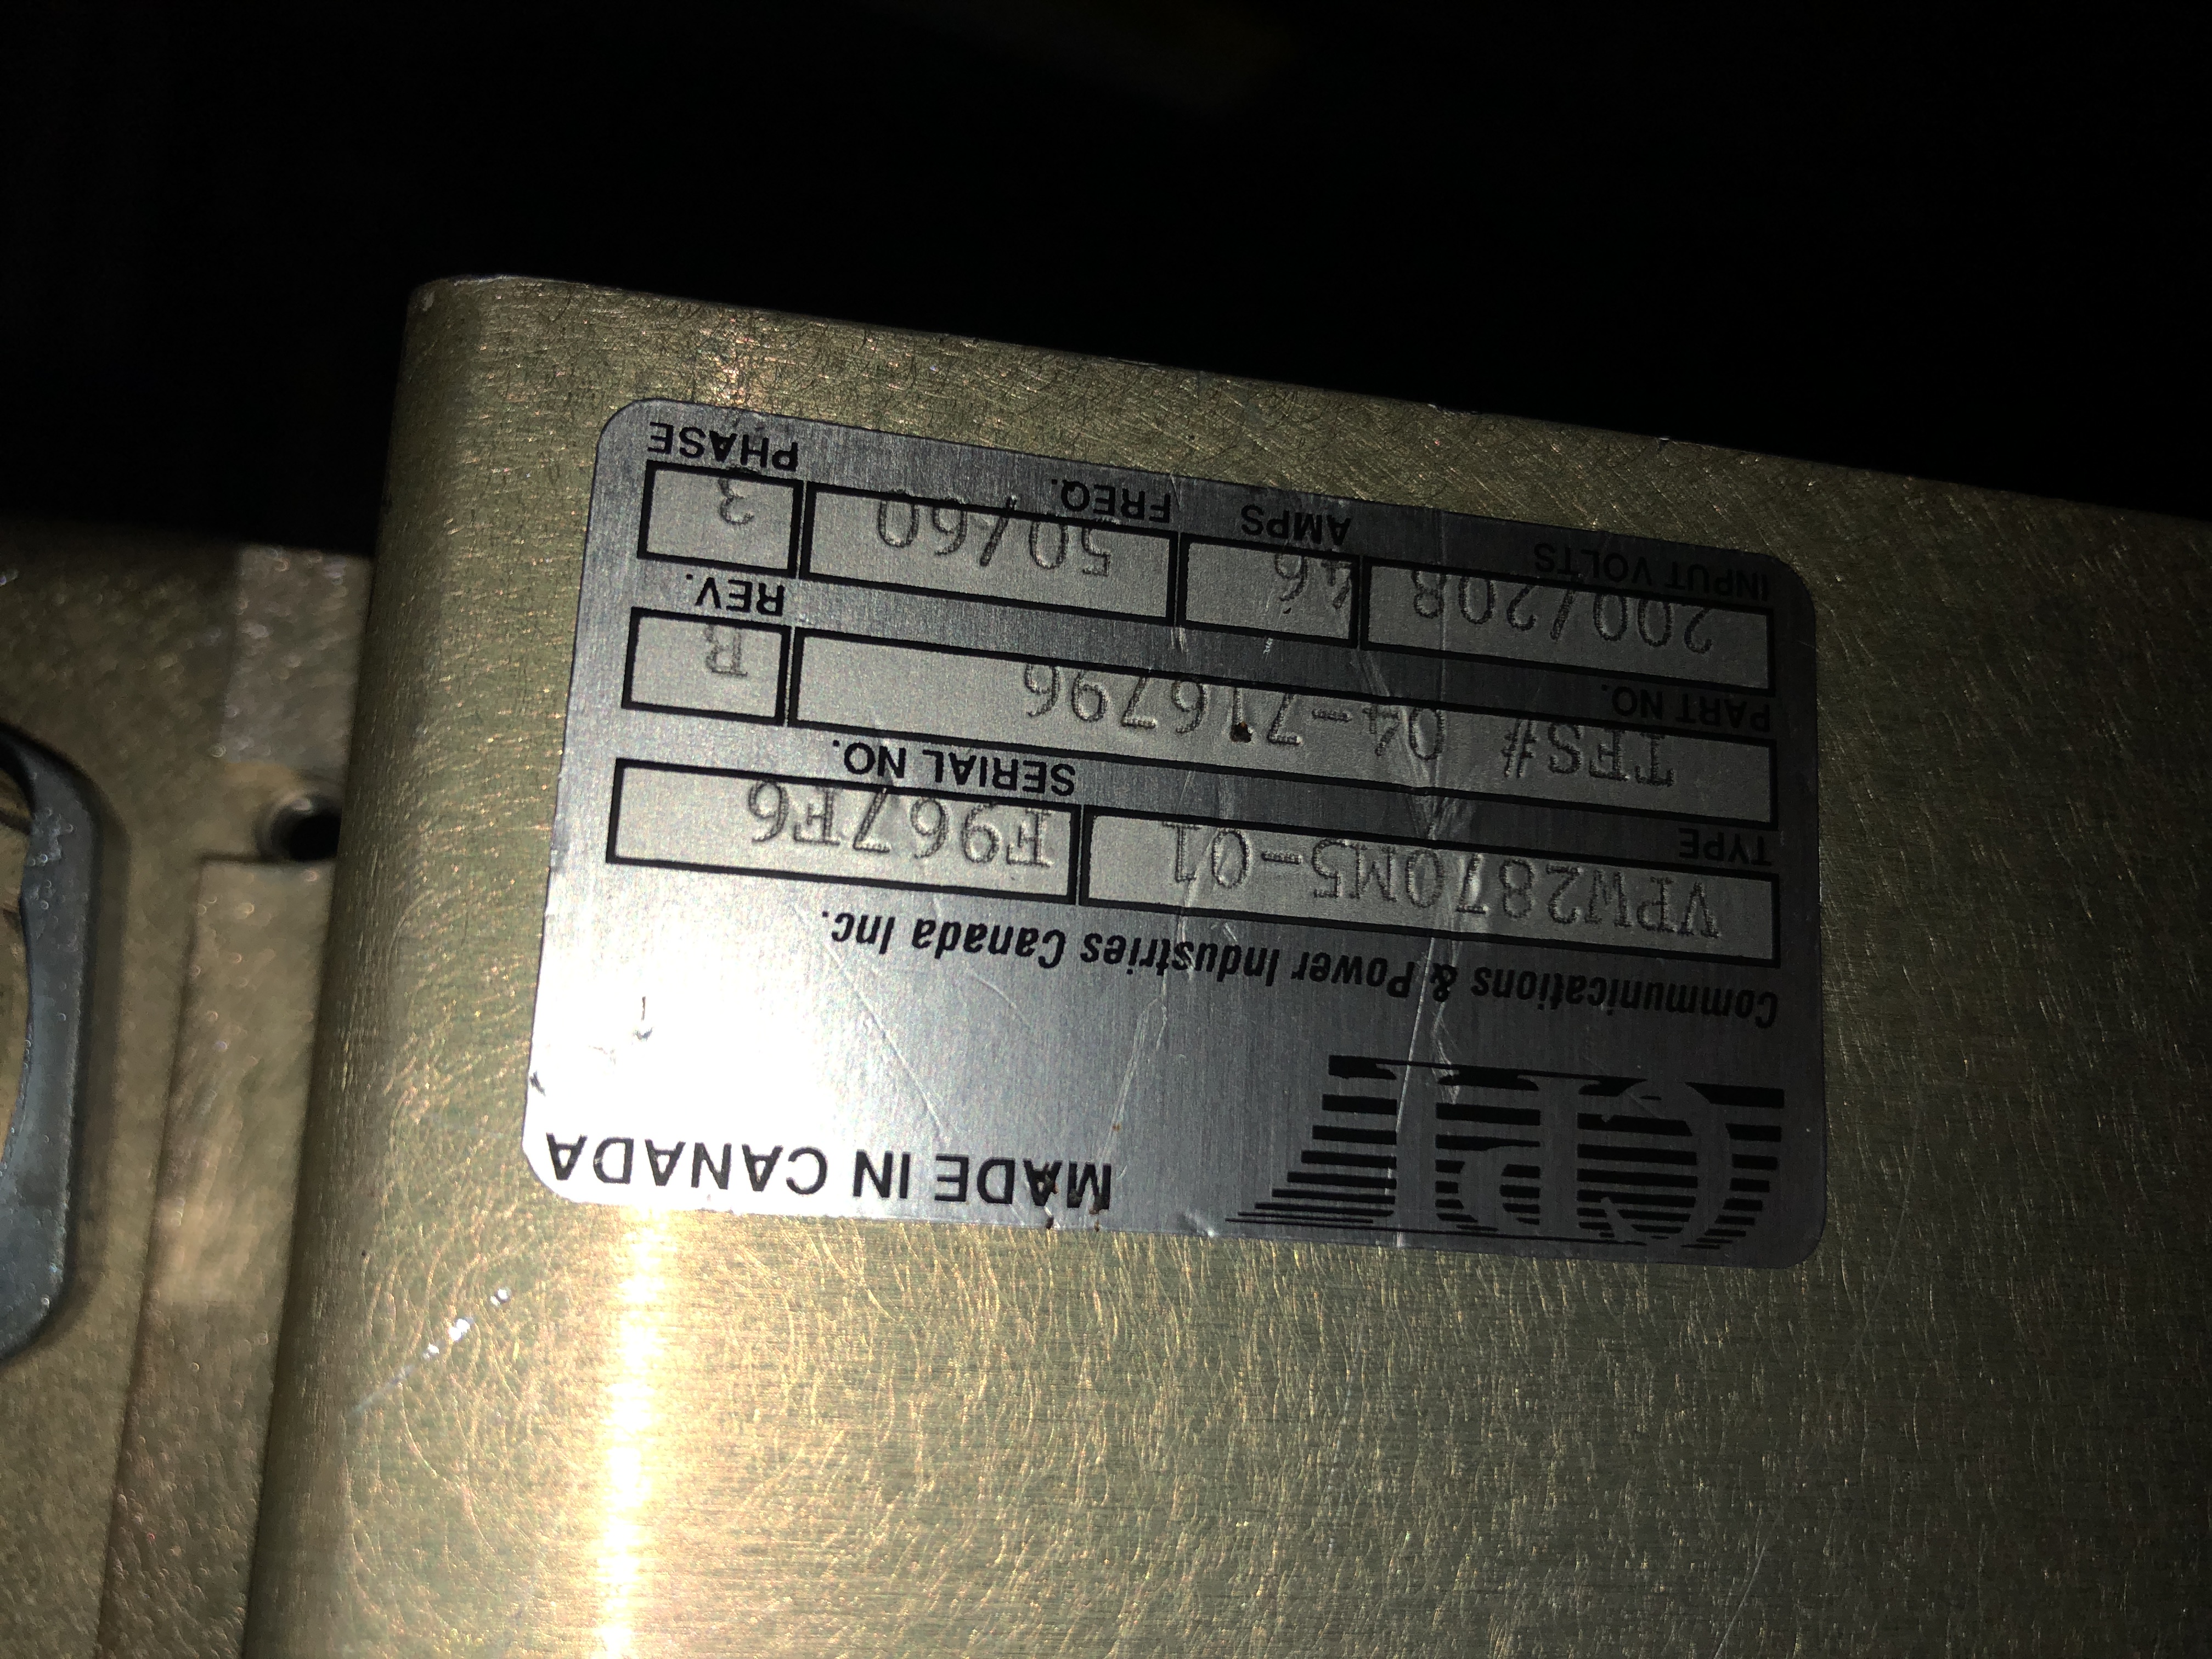 CPI MADE IN CANADA
Communications & Power Industries Canada Inc.
VPW2870M5-01 F967F6
TYPE SERIAL NO.
TFS# 04-716796 R
PART NO. REV.
200/208 46 50/60 3
INPUT VOLTS AMPS FREQ. PHASE